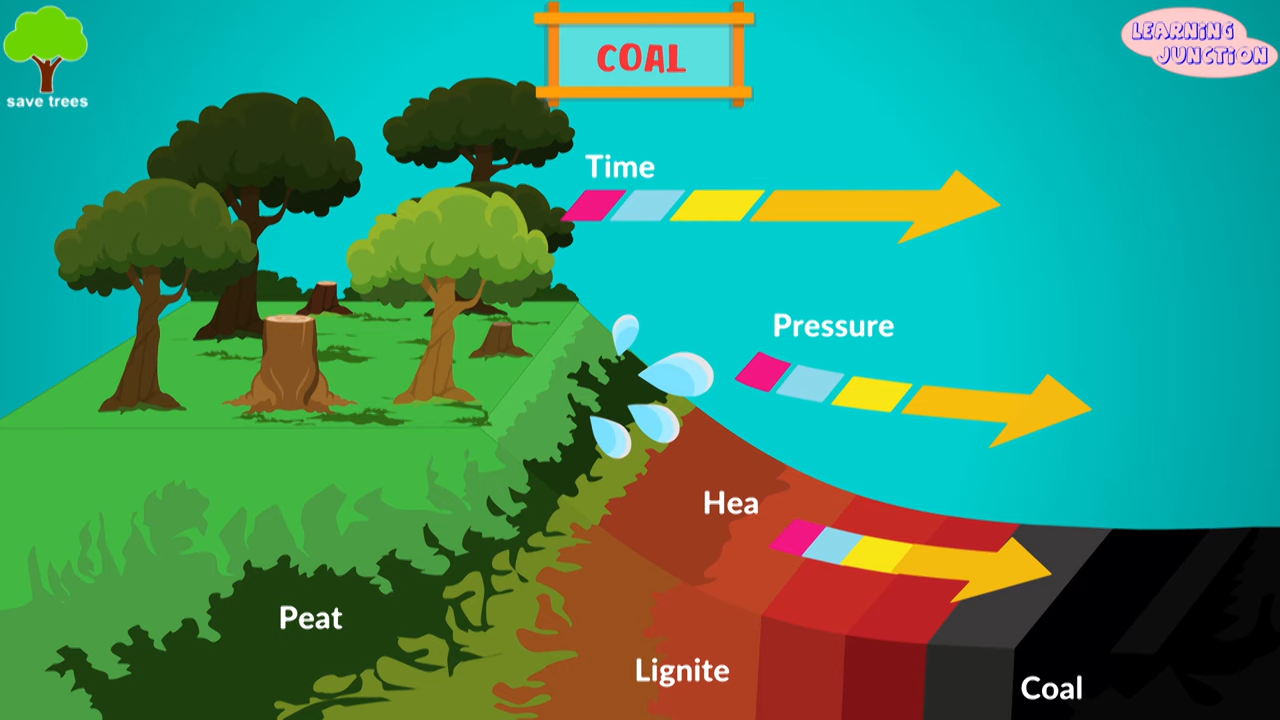 save trees
COAL
LEARNING
JUNCTION
Time
Pressure
Hea
Peat
Lignite
Coal